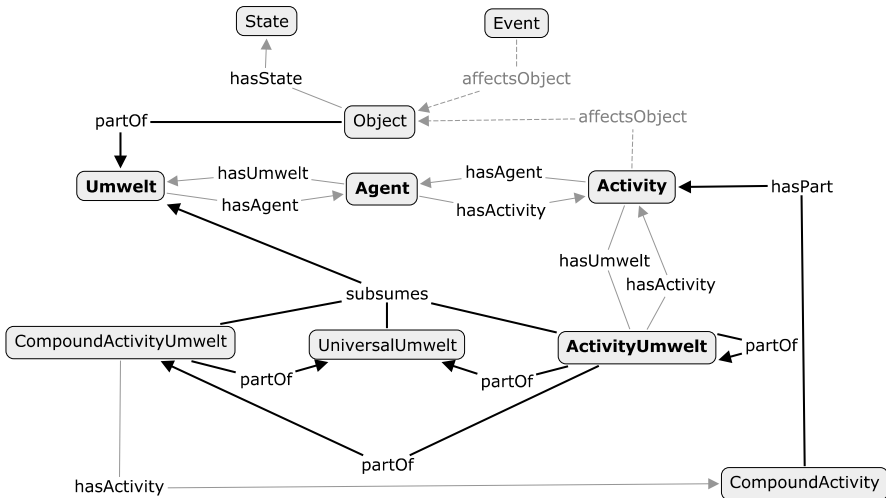 State
Event
hasState
affectsObject
partOf
Object
affectsObject
hasUmwelt
hasAgent
Umwelt
Agent
Activity
hasPart
hasAgent
hasActivity
hasUmwelt
hasActivity
subsumes
CompoundActivityUmwelt
UniversalUmwelt
ActivityUmwelt
partOf
partOf
partOf
partOf
hasActivity
CompoundActivity